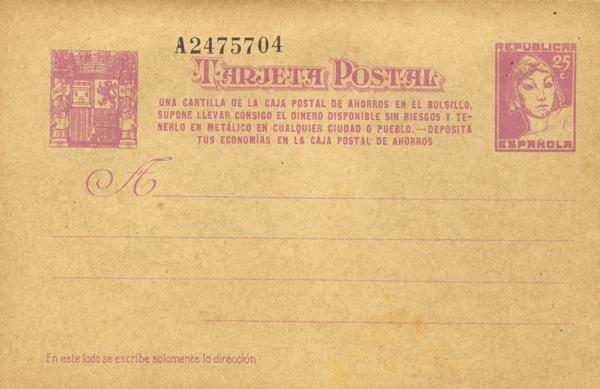 A2475704
TARJETA POSTAL
UNA CARTILLA DE LA CAJA POSTAL DE AHORROS EN EL BOLSILLO,
SUPONE LLEVAR CONSIGO EL DINERO DISPONIBLE SIN RIESGOS Y TE-
NERLO EN METÁLICO EN CUALQUIER CIUDAD O PUEBLO.—DEPOSITA
TUS ECONOMÍAS EN LA CAJA POSTAL DE AHORROS
REPÚBLICA
25
C
ESPAÑOLA
A
En este lado se escribe solamente la dirección